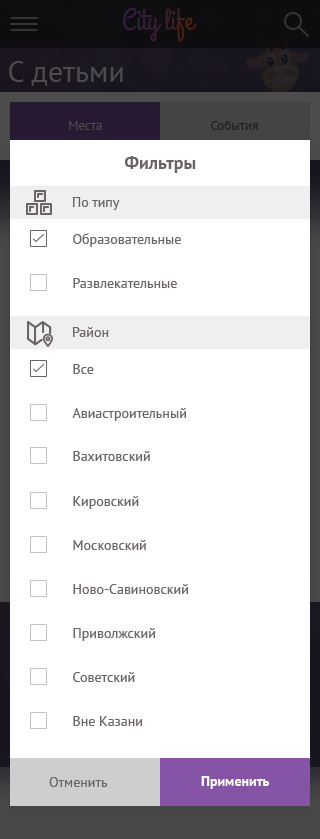 City life
С детьми
Места
События
Фильтры
По типу
Образовательные
Развлекательные
Район
Все
Авиастроительный
Вахитовский
Кировский
Московский
Ново-Савиновский
Приволжский
Советский
Вне Казани
Отменить
Применить